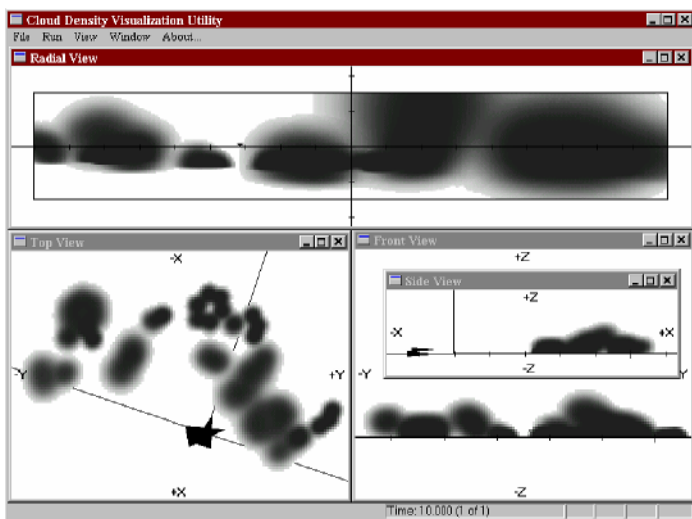 Cloud Density Visualization Utility
File Run View Window About...
Radial View
Top View
-X
-Y
+Y
+X
Front View
+Z
Side View
+Z
-X
+X
-Z
-Y
Y
-Z
Time: 10.000 (1 of 1)